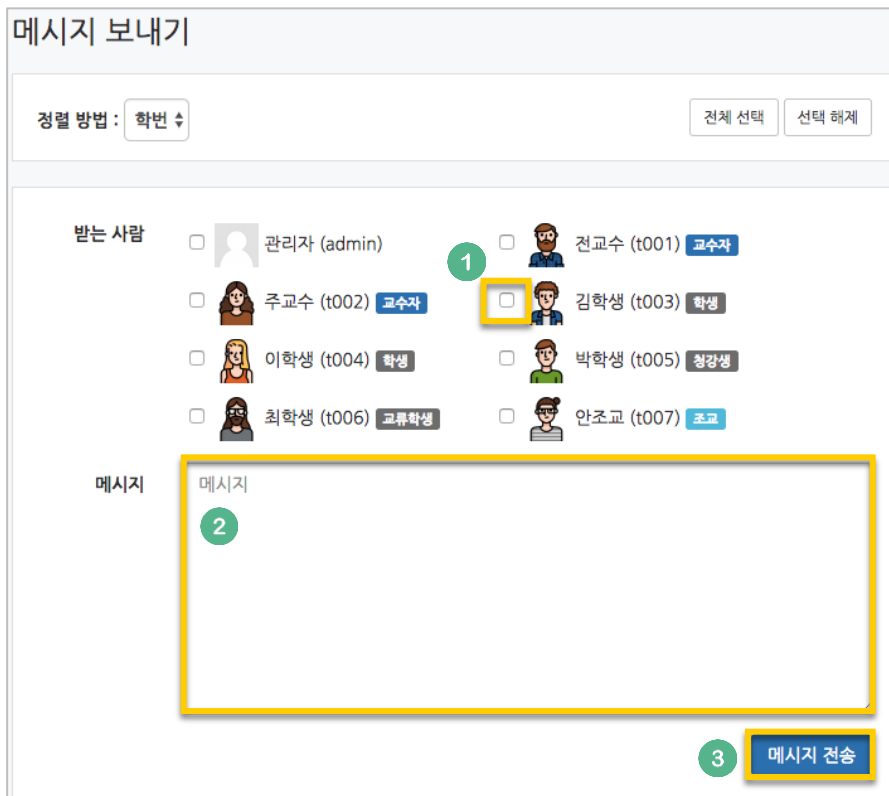 메시지 보내기
정렬 방법 : 학번 전체 선택 선택 해제
받는 사람 관리자 (admin) 전교수 (t001) 교수자
1
주교수 (t002) 교수자 김학생 (t003) 학생
이학생 (t004) 학생 박학생 (t005) 청강생
최학생 (t006) 교류학생 안조교 (t007) 조교
메시지 메시지
2
3 메시지 전송